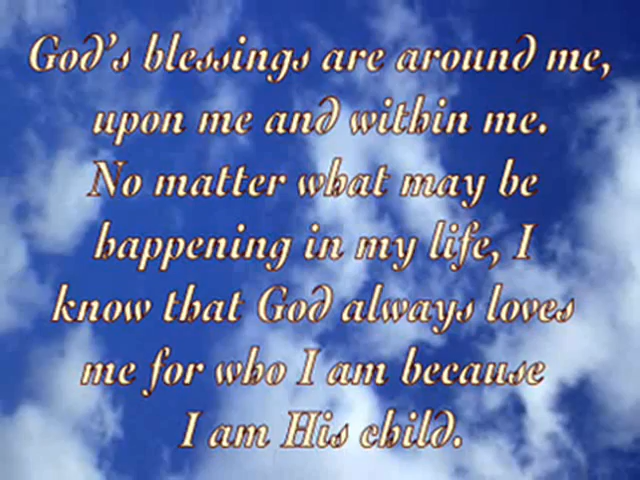 God's blessings are around me,
upon me and within me.
No matter what may be
happening in my life, I
know that God always loves
me for who I am because
I am His child.